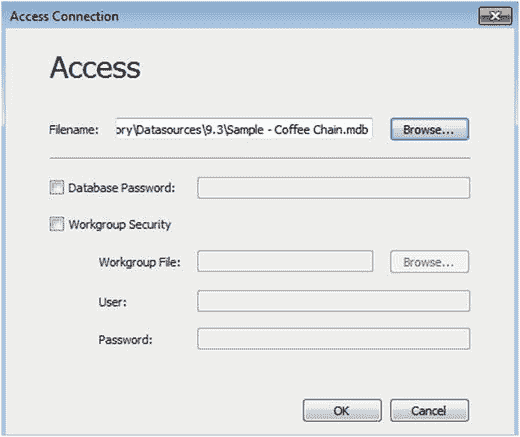 Access Connection
Access
Filename: ory\Datasources\9.3\Sample - Coffee Chain.mdb Browse...
Database Password:
Workgroup Security
Workgroup File: Browse...
User:
Password:
OK Cancel